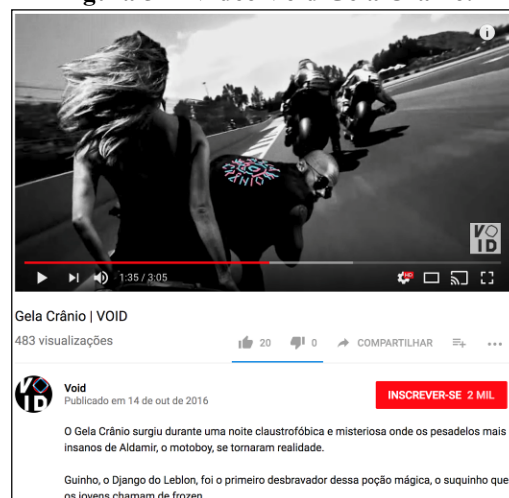 VOID
1:35 / 3:05
HD
Gela Crânio | VOID
483 visualizações
20
0
COMPARTILHAR
Void
Publicado em 14 de out de 2016
INSCREVER-SE 2 MIL
O Gela Crânio surgiu durante uma noite claustrofóbica e misteriosa onde os pesadelos mais
insanos de Aldamir, o motoboy, se tornaram realidade.
Guinho, o Django do Leblon, foi o primeiro desbravador dessa poção mágica, o suquinho que
os jovens chamam de frozen